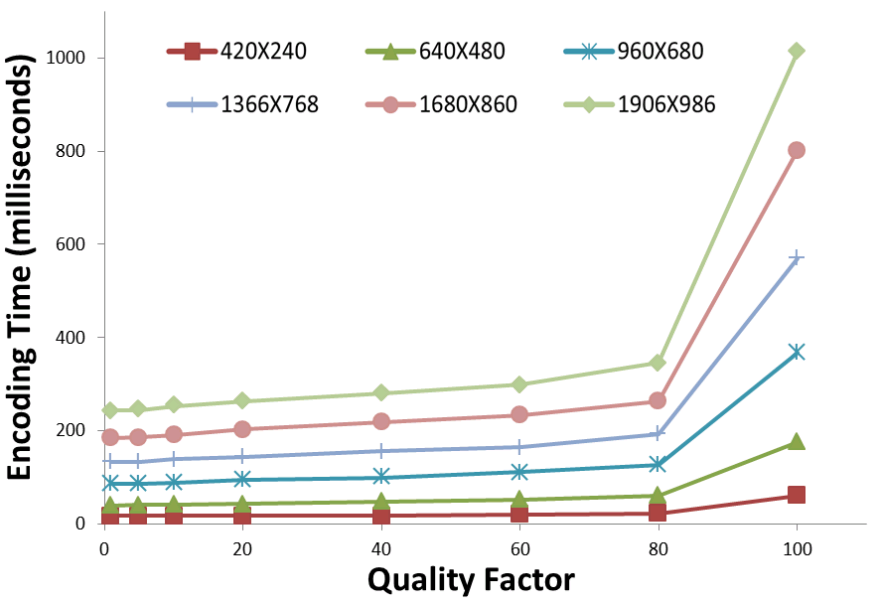 1000
800
600
400
200
0
Encoding Time (milliseconds)
420X240 640X480 960X680
1366X768 1680X860 1906X986
0 20 40 60 80 100
Quality Factor